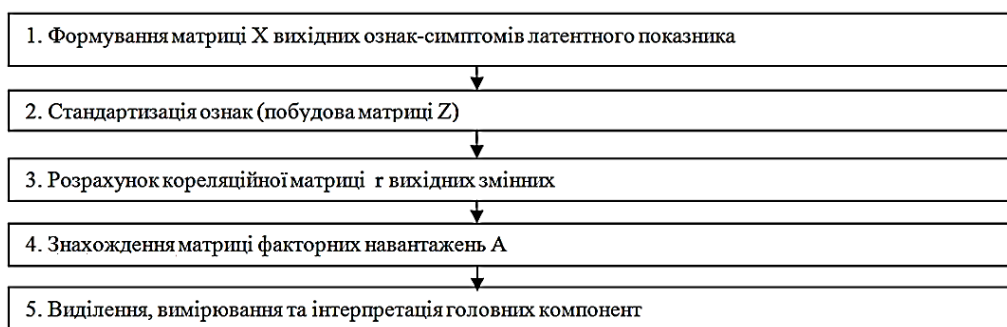 1. Формування матриці X вихідних ознак-симптомів латентного показника
2. Стандартизація ознак (побудова матриці Z)
3. Розрахунок кореляційної матриці r вихідних змінних
4. Знахождення матриці факторних навантажень A
5. Виділення, вимірювання та інтерпретація головних компонент